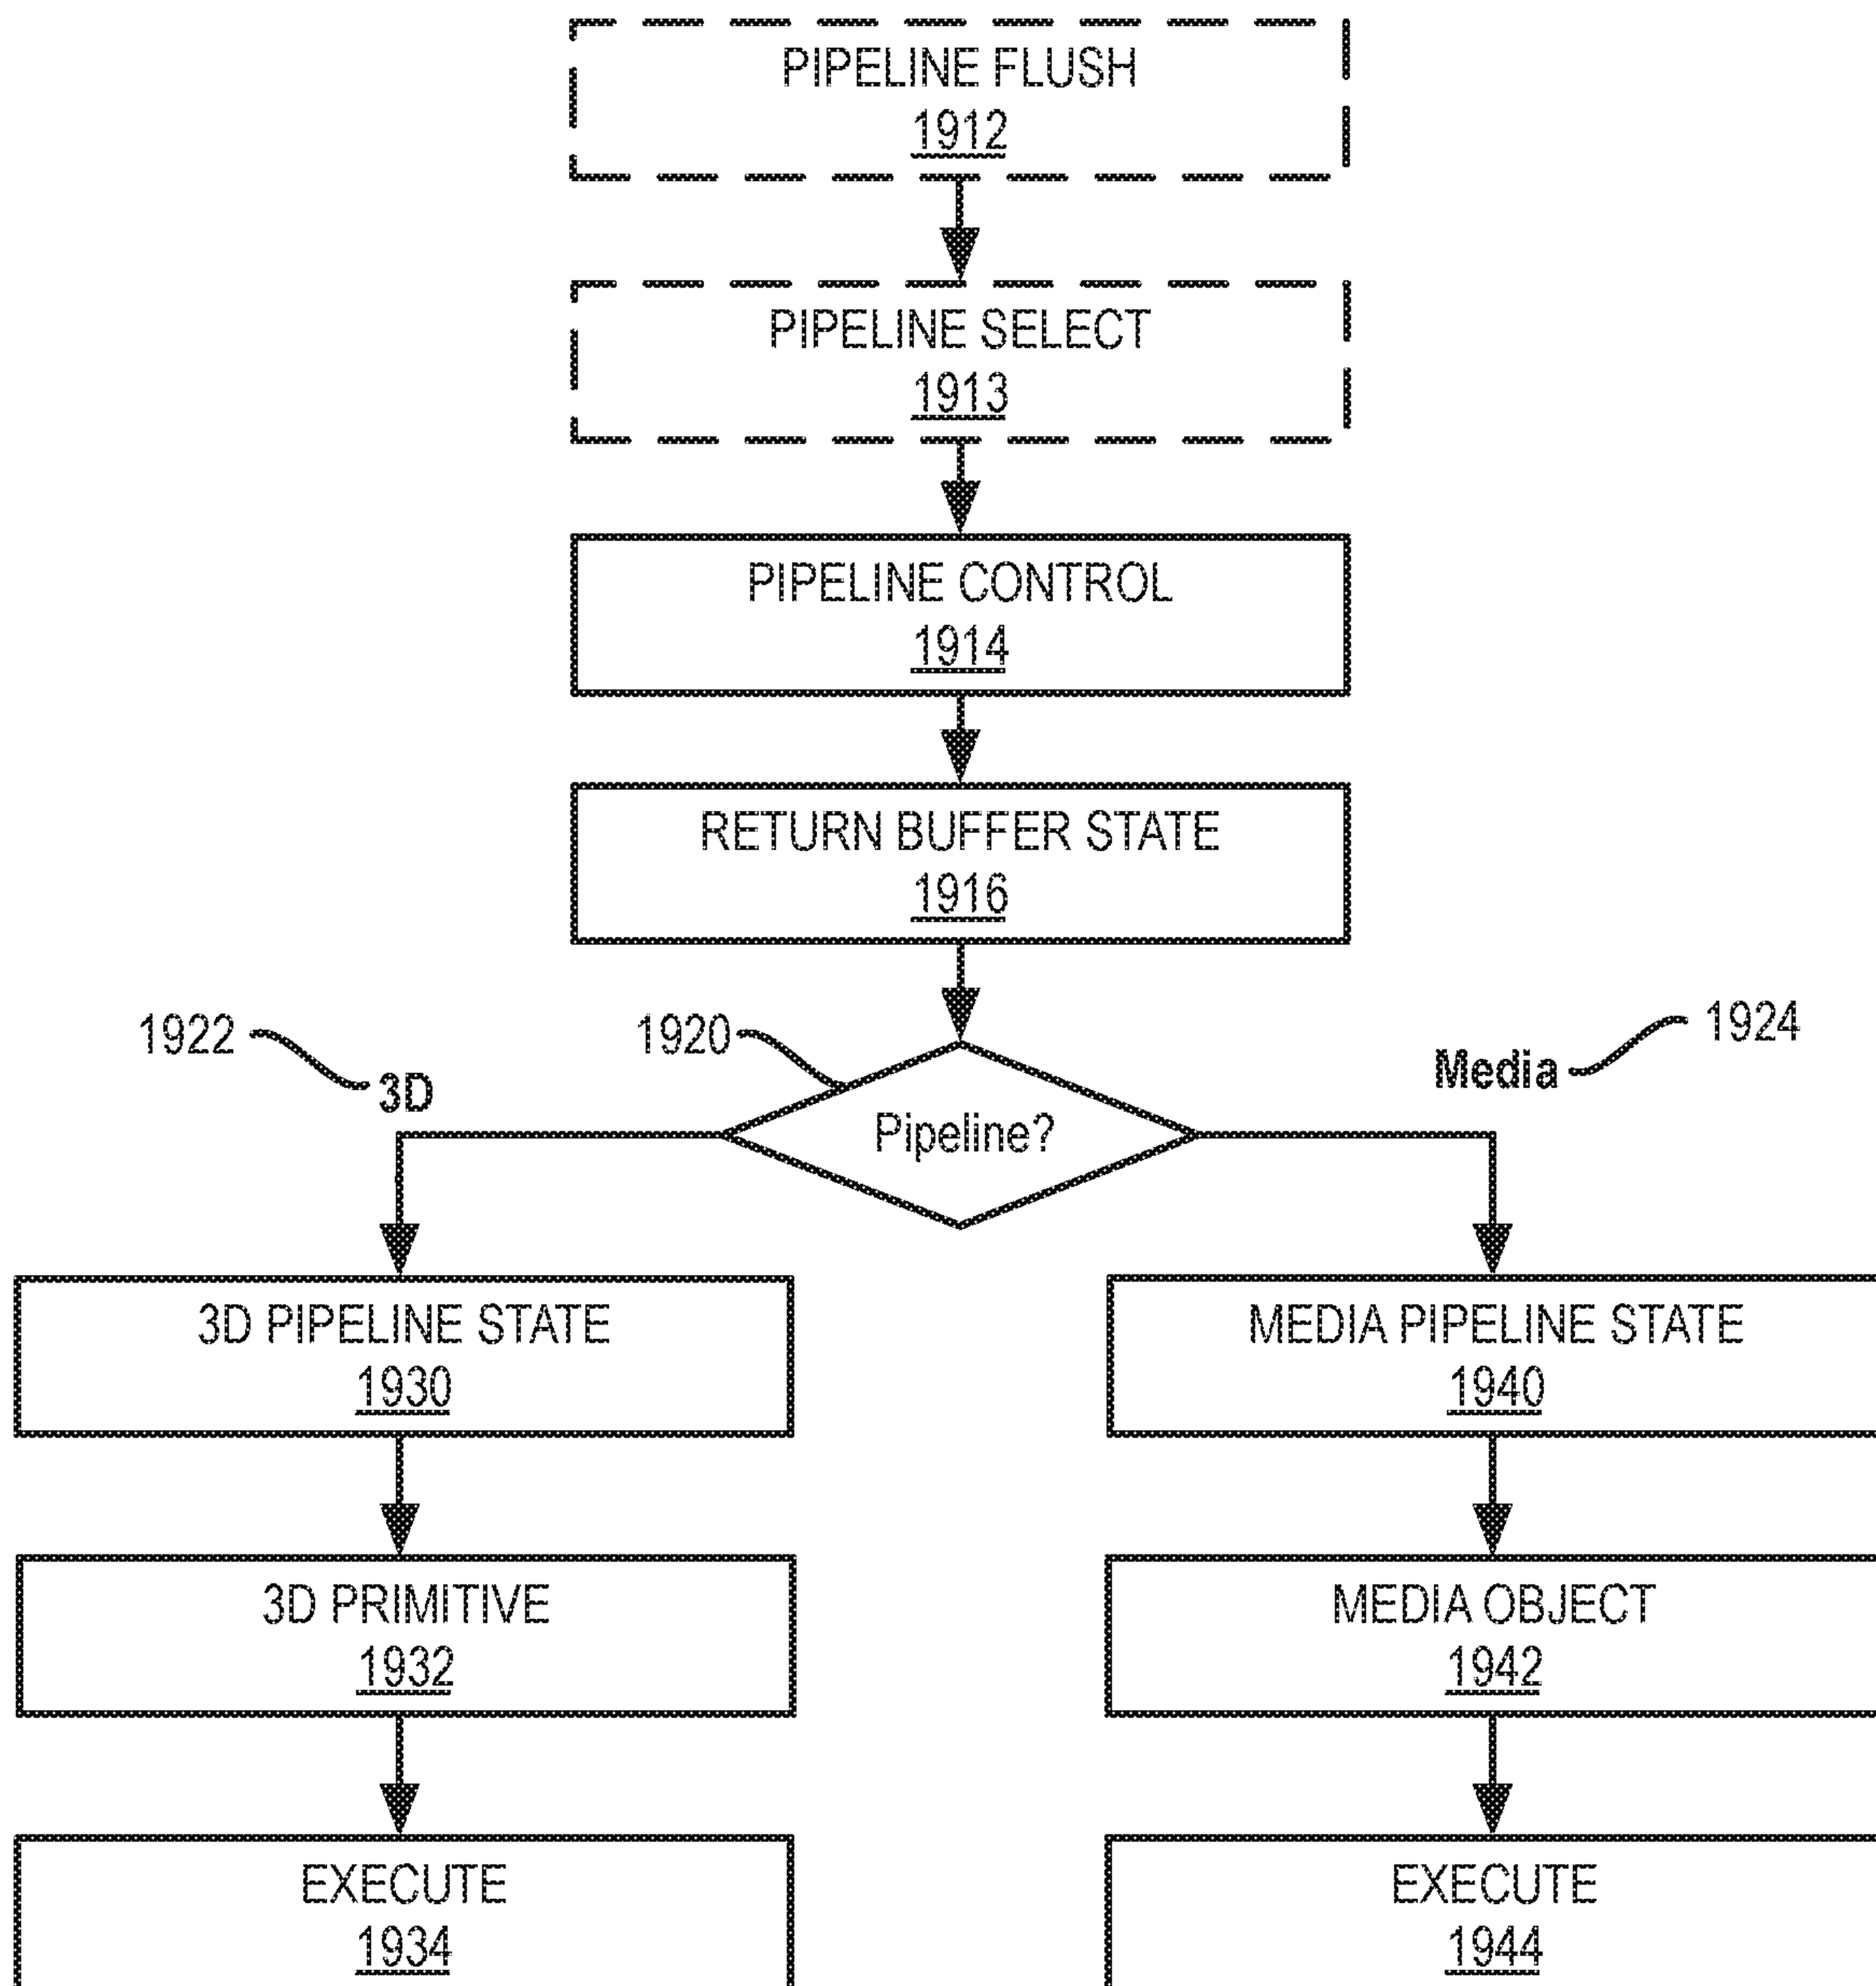 PIPELINE FLUSH
1912
PIPELINE SELECT
1913
PIPELINE CONTROL
1914
RETURN BUFFER STATE
1916
1922
3D
1920
Pipeline?
Media
1924
3D PIPELINE STATE
1930
MEDIA PIPELINE STATE
1940
3D PRIMITIVE
1932
MEDIA OBJECT
1942
EXECUTE
1934
EXECUTE
1944